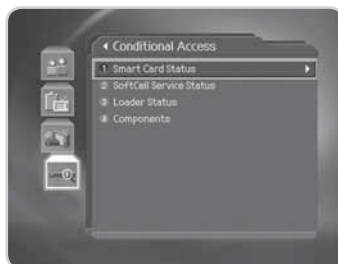 Conditional Access
1 Smart Card Status
2 SoftCell Service Status
3 Loader Status
4 Components